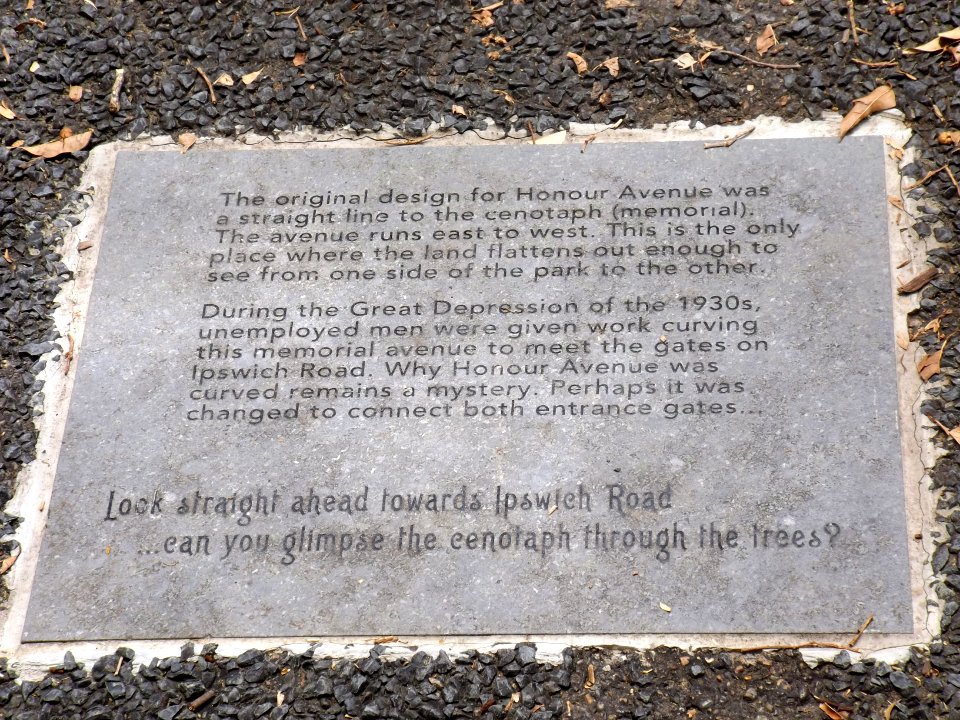 The original design for Honour Avenue was
a straight line to the cenotaph (memorial).
The avenue runs east to west. This is the only
place where the land flattens out enough to
see from one side of the park to the other.
During the Great Depression of the 1930s,
unemployed men were given work curving
this memorial avenue to meet the gates on
Ipswich Road. Why Honour Avenue was
curved remains a mystery. Perhaps it was
changed to connect both entrance gates...
Look straight ahead towards Ipswich Road
...can you glimpse the cenotaph through the trees?